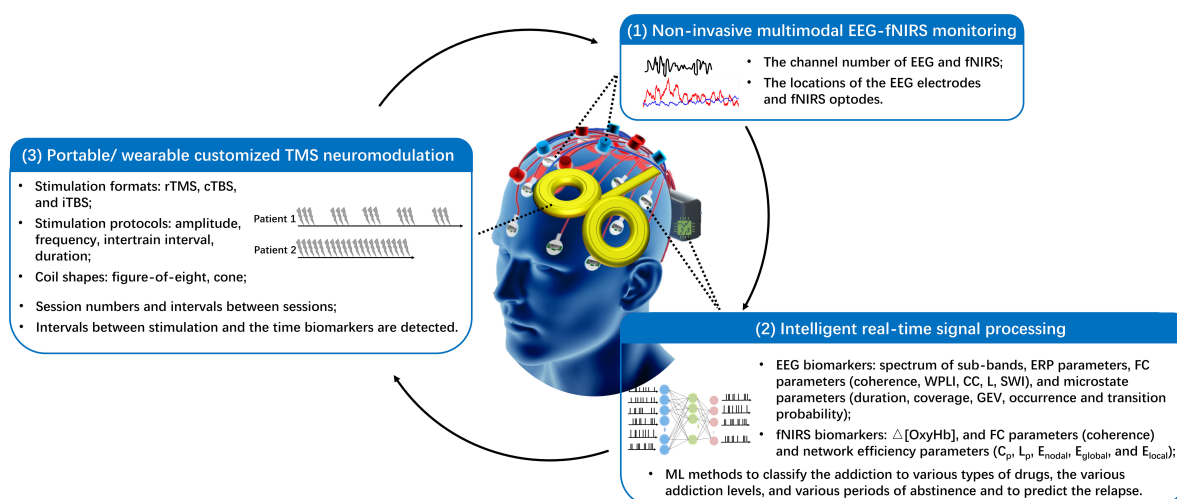 (1) Non-invasive multimodal EEG-fNIRS monitoring
• The channel number of EEG and fNIRS;
• The locations of the EEG electrodes
and fNIRS optodes.
(3) Portable/ wearable customized TMS neuromodulation
• Stimulation formats: rTMS, cTBS,
and iTBS;
• Stimulation protocols: amplitude,
frequency, intertrain interval,
duration;
• Coil shapes: figure-of-eight, cone;
Patient 1
Patient 2
• Session numbers and intervals between sessions;
• Intervals between stimulation and the time biomarkers are detected.
(2) Intelligent real-time signal processing
• EEG biomarkers: spectrum of sub-bands, ERP parameters, FC
parameters (coherence, WPLI, CC, L, SWI), and microstate
parameters (duration, coverage, GEV, occurrence and transition
probability);
• fNIRS biomarkers: △[OxyHb], and FC parameters (coherence)
and network efficiency parameters (Cp, Lp, Enodal, Eglobal, and Elocal);
• ML methods to classify the addiction to various types of drugs, the various
addiction levels, and various periods of abstinence and to predict the relapse.